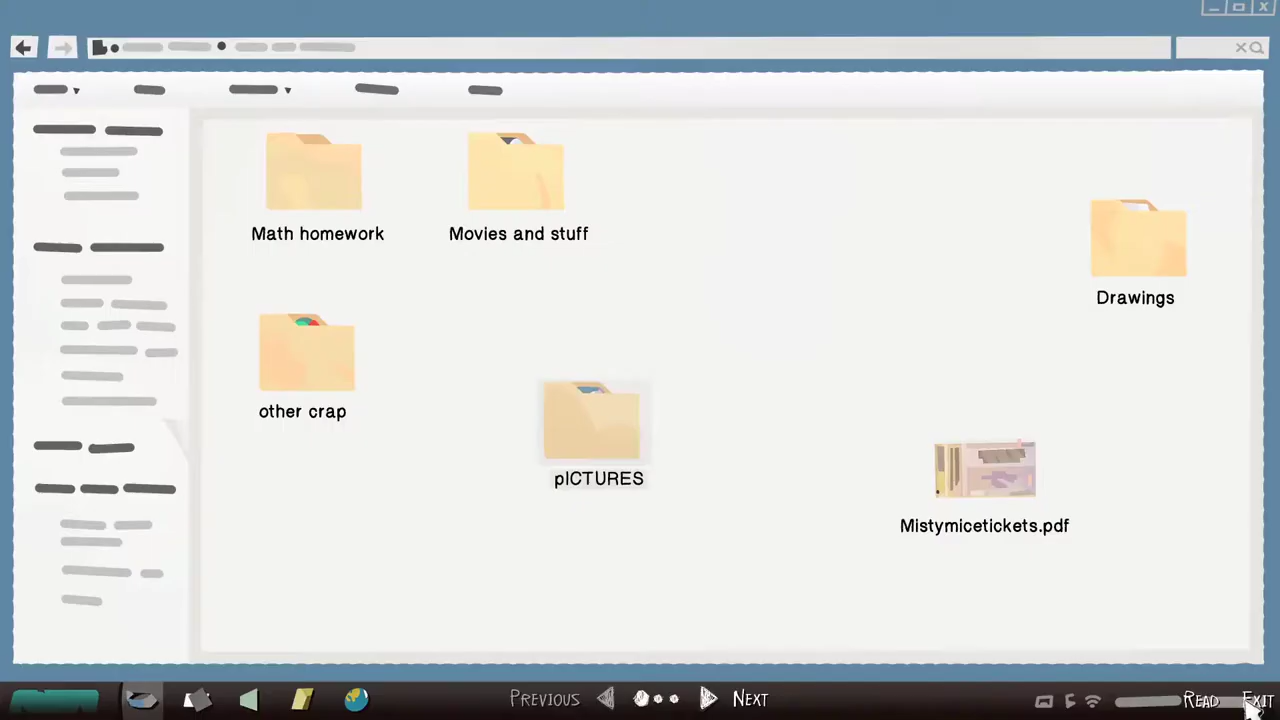 Math homework
Movies and stuff
Drawings
other crap
pICTURES
Mistymicetickets.pdf
PREVIOUS
NEXT
READ
EXIT